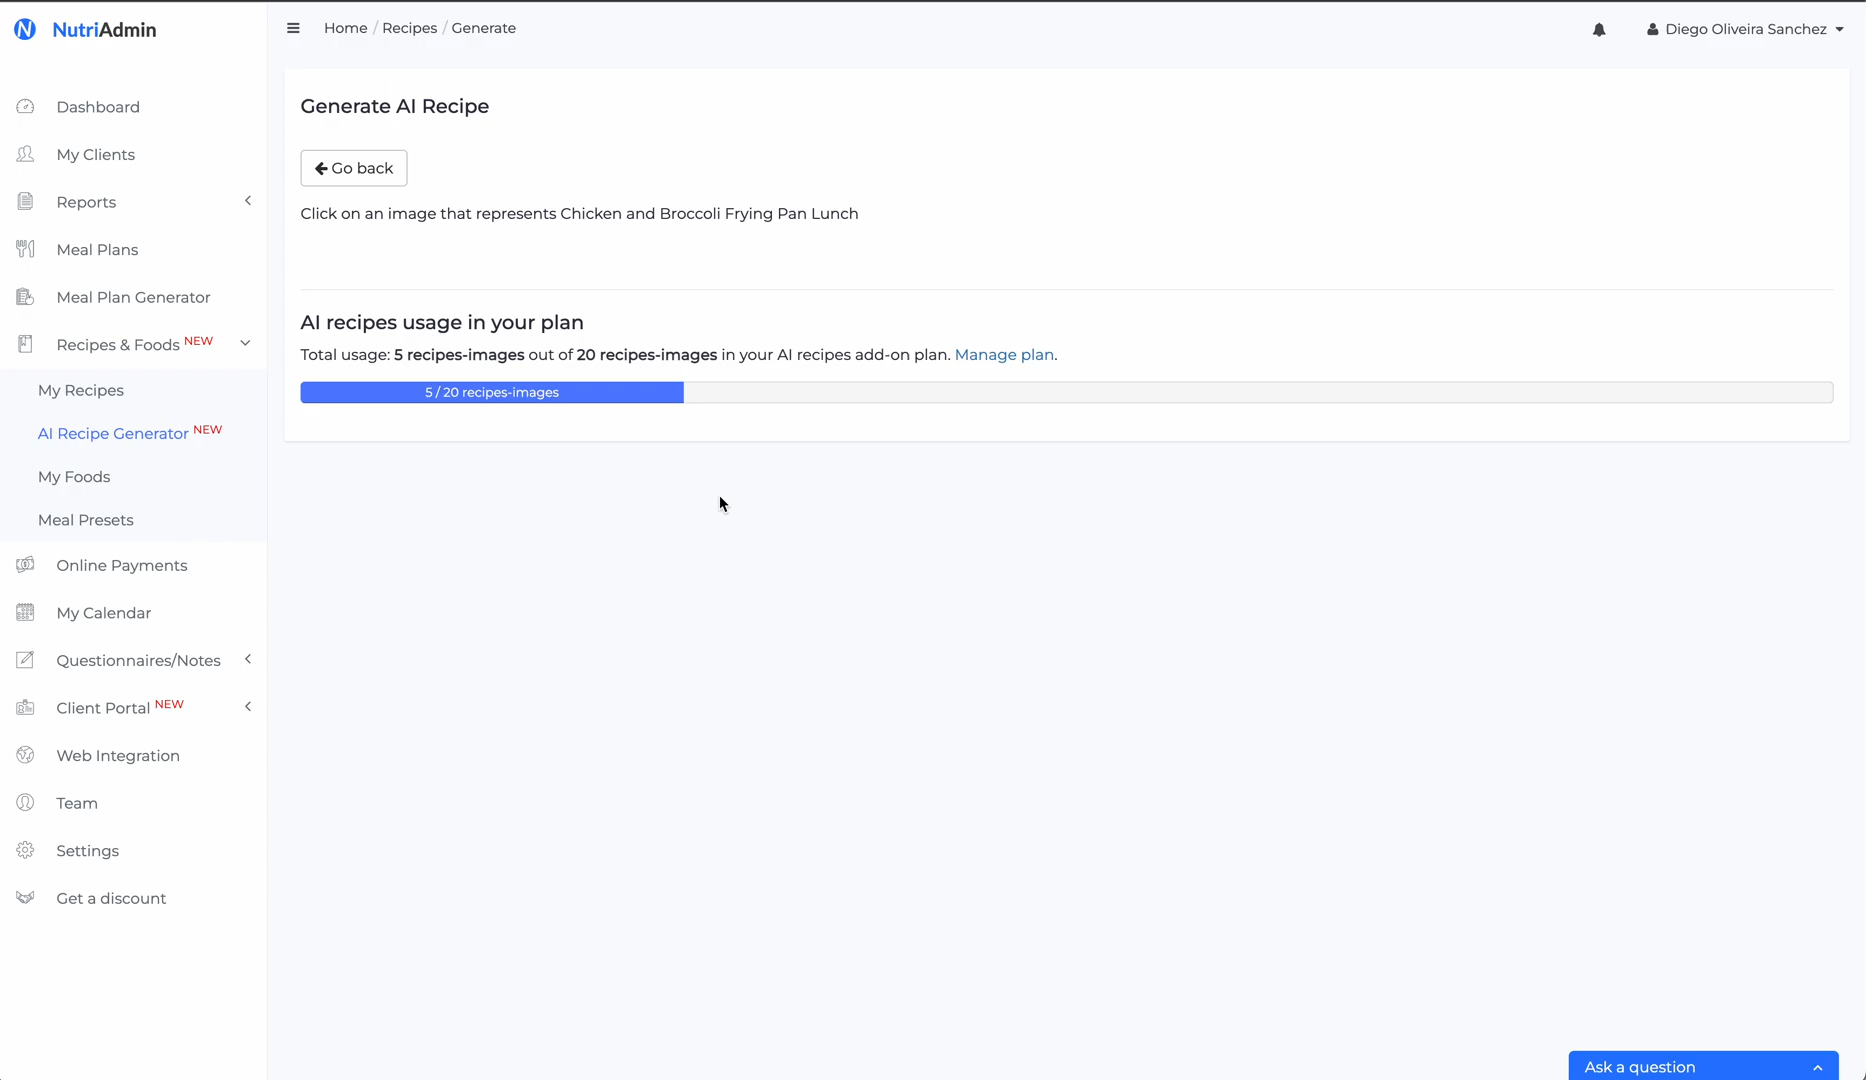 NutriAdmin
Home / Recipes / Generate
Diego Oliveira Sanchez
Dashboard
My Clients
Reports
Meal Plans
Meal Plan Generator
Recipes & Foods NEW
My Recipes
AI Recipe Generator NEW
My Foods
Meal Presets
Online Payments
My Calendar
Questionnaires/Notes
Client Portal NEW
Web Integration
Team
Settings
Get a discount
Generate AI Recipe
Go back
Click on an image that represents Chicken and Broccoli Frying Pan Lunch
AI recipes usage in your plan
Total usage: 5 recipes-images out of 20 recipes-images in your AI recipes add-on plan. Manage plan.
5 / 20 recipes-images
Ask a question